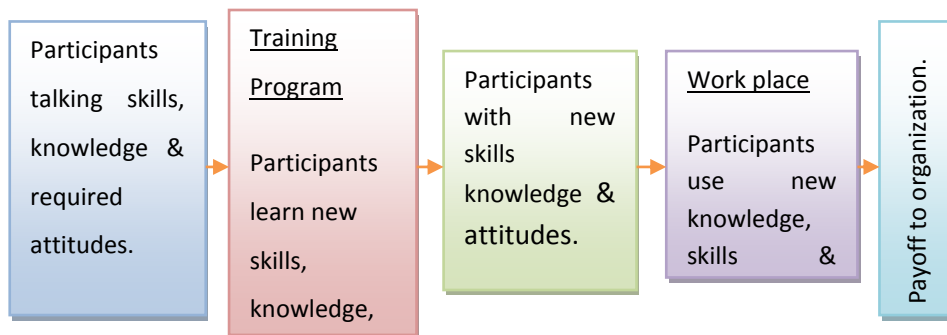 Participants
talking skills,
knowledge &
required
attitudes.
Training
Program
Participants
learn new
skills,
knowledge,
Participants
with new
skills
knowledge &
attitudes.
Work place
Participants
use new
knowledge,
skills &
Payoff to organization.